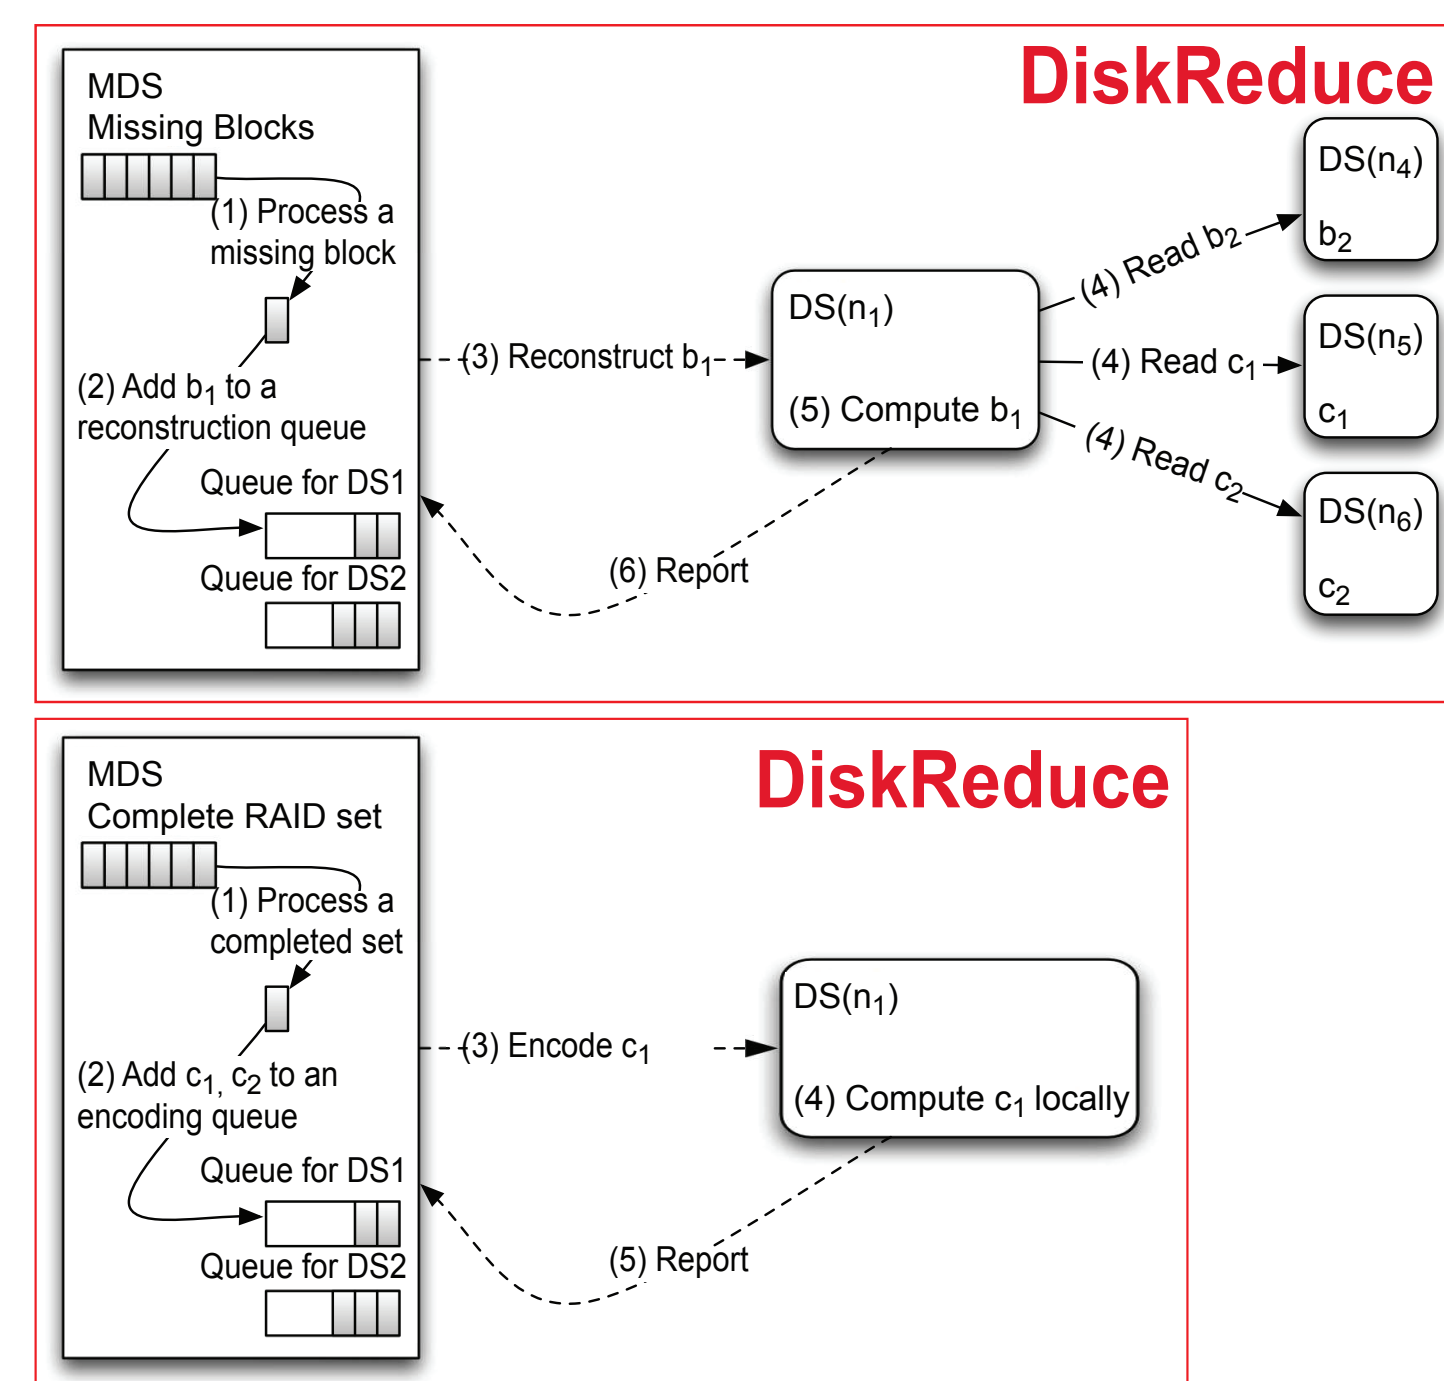 DiskReduce
MDS
Missing Blocks
(1) Process a
missing block
(2) Add b1 to a
reconstruction queue
Queue for DS1
Queue for DS2
(3) Reconstruct b1
DS(n1)
(5) Compute b1
(4) Read b2
(4) Read c1
(4) Read c2
DS(n4)
b2
DS(n5)
c1
DS(n6)
c2
(6) Report
DiskReduce
MDS
Complete RAID set
(1) Process a
completed set
(2) Add c1, c2 to an
encoding queue
Queue for DS1
Queue for DS2
(3) Encode c1
DS(n1)
(4) Compute c1 locally
(5) Report